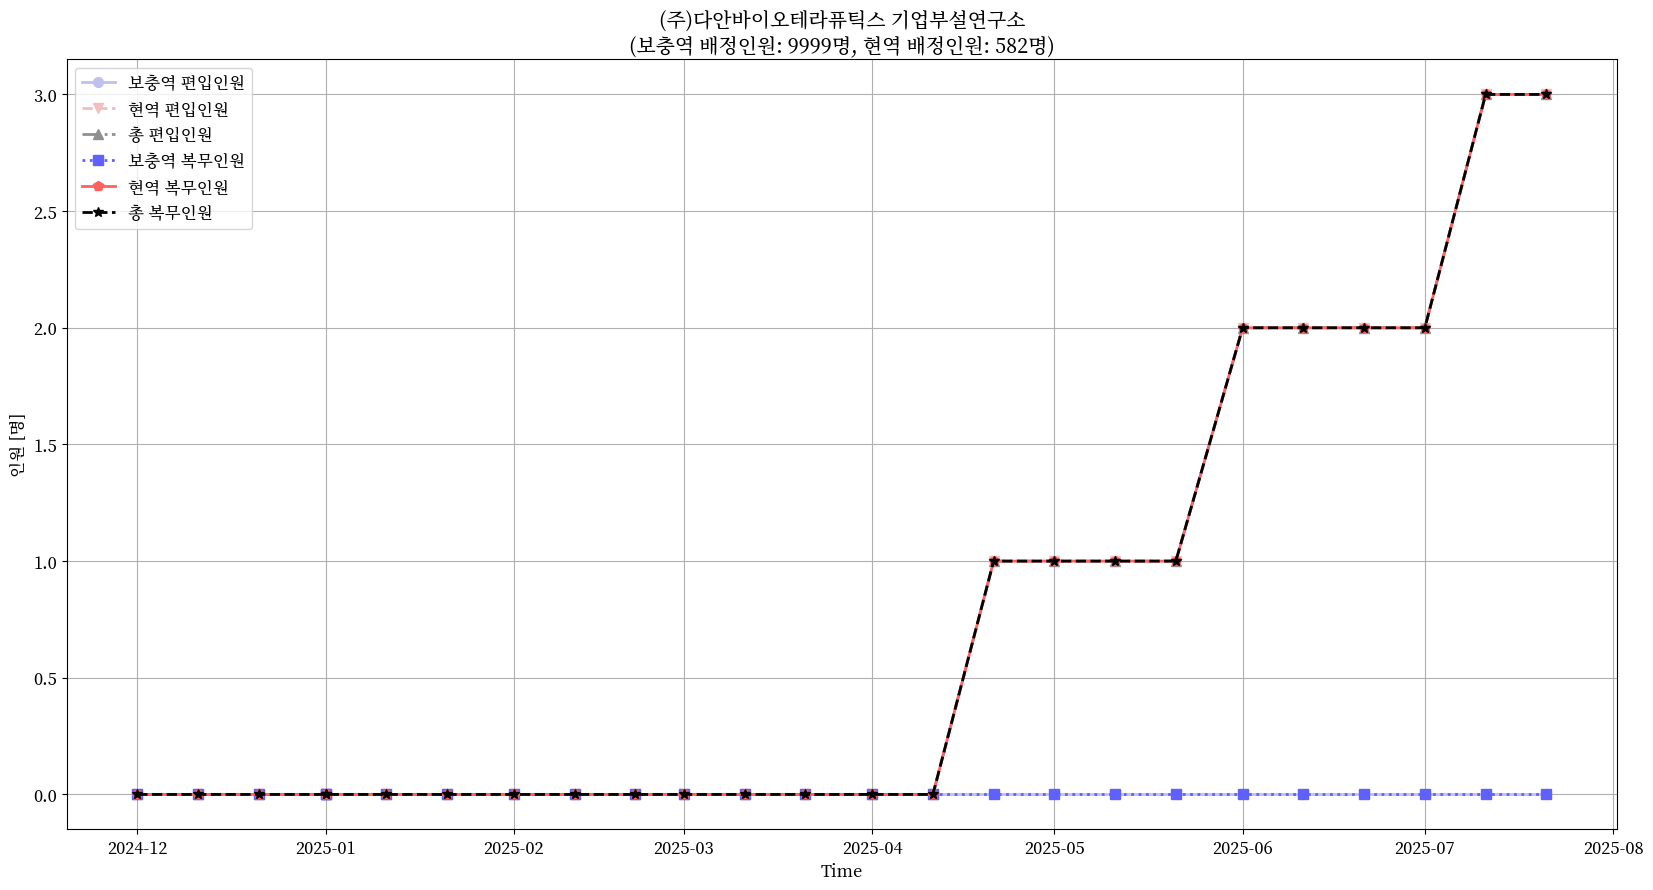 (주)다안바이오테라퓨틱스 기업부설연구소
(보충역 배정인원: 9999명, 현역 배정인원: 582명)
보충역 편입인원
현역 편입인원
총 편입인원
보충역 복무인원
현역 복무인원
총 복무인원
3.0
2.5
2.0
1.5
1.0
0.5
0.0
인원 [명]
2024-12
2025-01
2025-02
2025-03
2025-04
2025-05
2025-06
2025-07
2025-08
Time